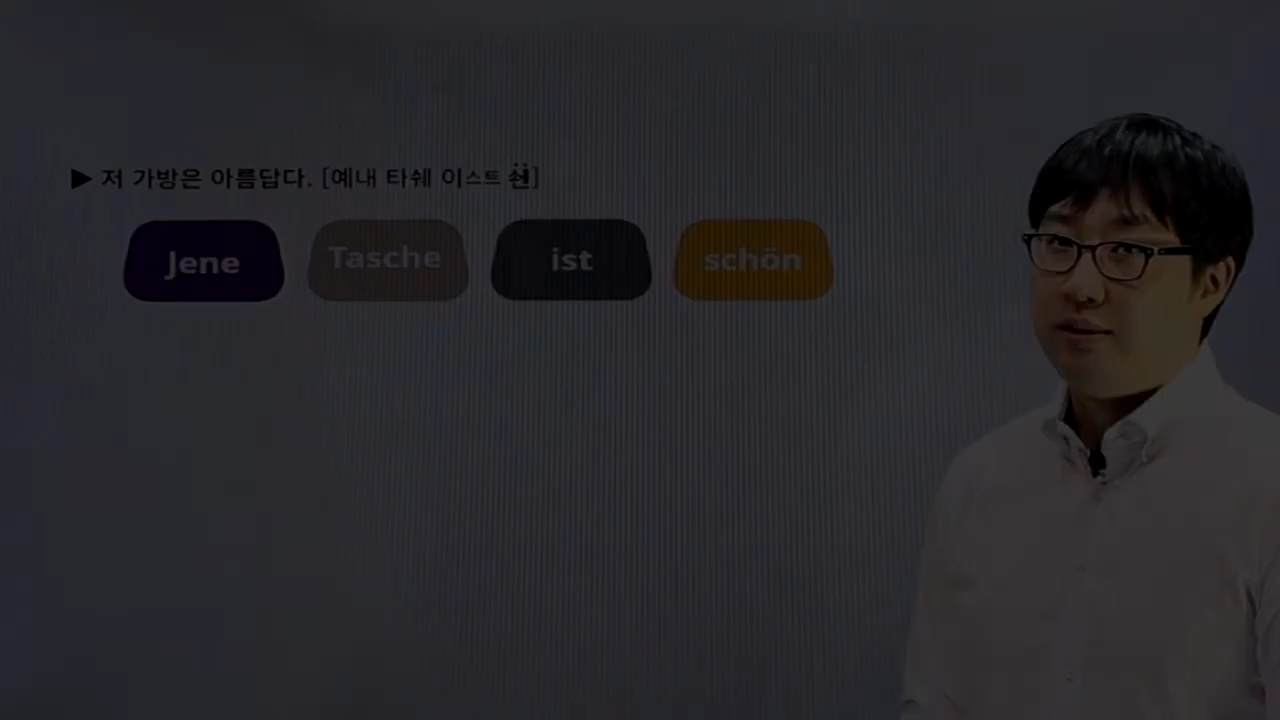 ▶ 저 가방은 아름답다. [예내 타쉐 이스트 쇤]
Jene Tasche ist schön